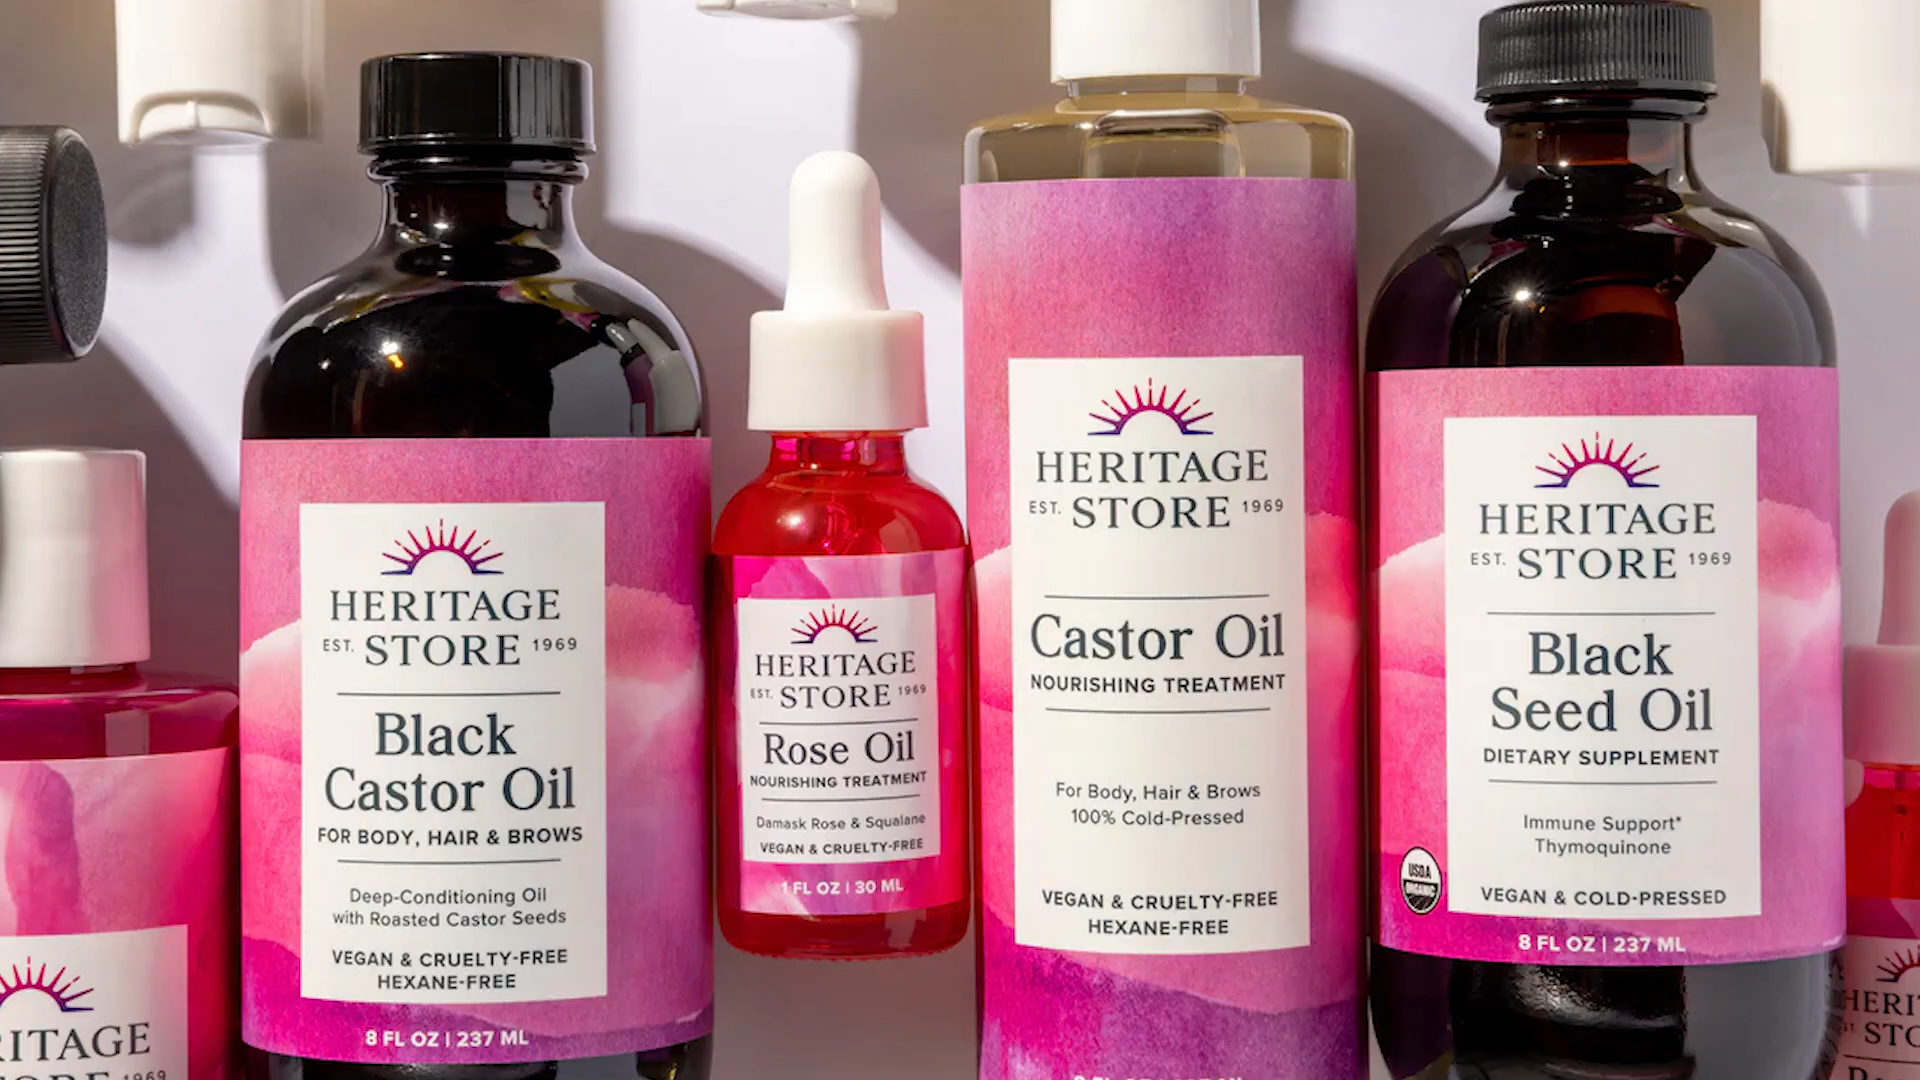 HERITAGE
EST. STORE 1969
Black
Castor Oil
FOR BODY, HAIR & BROWS
Deep-Conditioning Oil
with Roasted Castor Seeds
VEGAN & CRUELTY-FREE
HEXANE-FREE
8 FL OZ | 237 ML
HERITAGE
EST. STORE 1969
Rose Oil
NOURISHING TREATMENT
Damask Rose & Squalane
VEGAN & CRUELTY-FREE
1 FL OZ | 30 ML
HERITAGE
EST. STORE 1969
Castor Oil
NOURISHING TREATMENT
For Body, Hair & Brows
100% Cold-Pressed
VEGAN & CRUELTY-FREE
HEXANE-FREE
HERITAGE
EST. STORE 1969
Black
Seed Oil
DIETARY SUPPLEMENT
Immune Support*
Thymoquinone
USDA
ORGANIC
VEGAN & COLD-PRESSED
8 FL OZ | 237 ML
RITAGE
1969
HERIT
STO